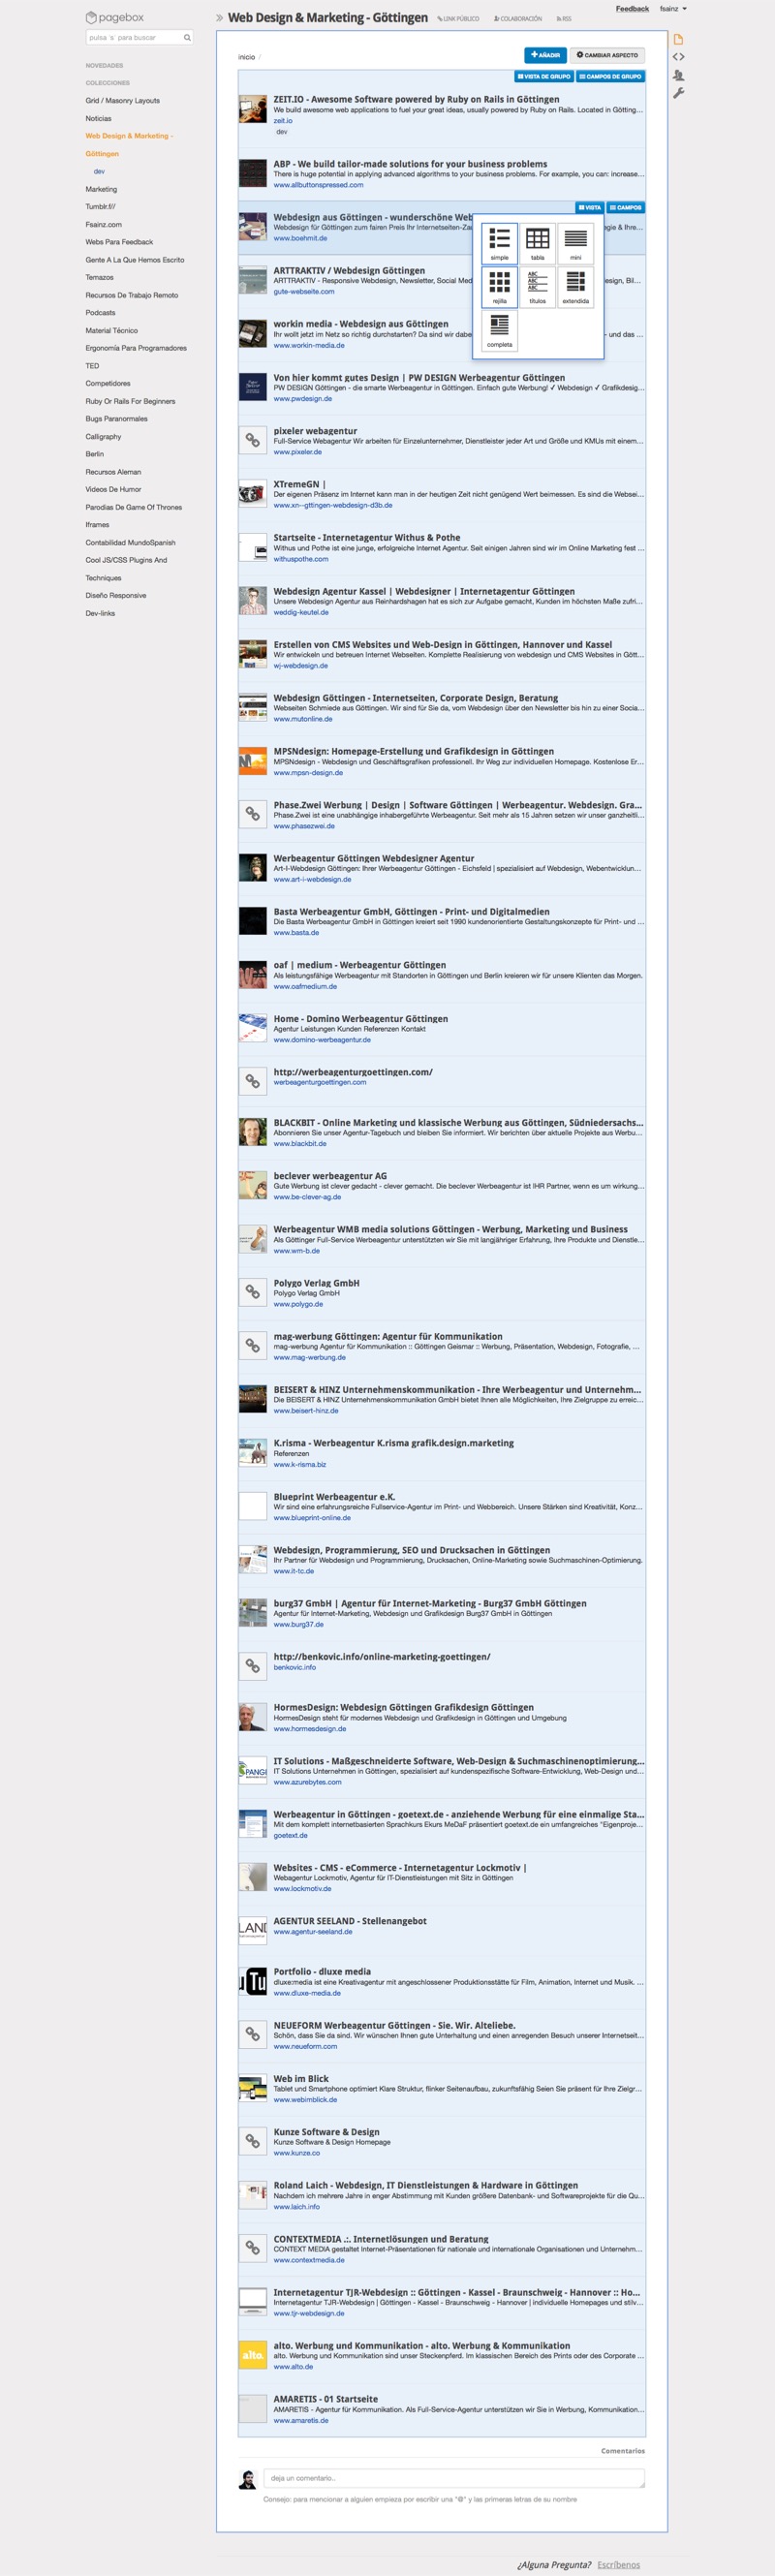 pagebox
pulsa 's' para buscar
NOVEDADES
COLECCIONES
Grid / Masonry Layouts
Noticias
Web Design & Marketing -
Göttingen
dev
Marketing
Tumblr.f//
Fsainz.com
Webs Para Feedback
Gente A La Que Hemos Escrito
Temazos
Recursos De Trabajo Remoto
Podcasts
Material Técnico
Ergonomía Para Programadores
TED
Competidores
Ruby Or Rails For Beginners
Bugs Paranormales
Calligraphy
Berlin
Recursos Aleman
Videos De Humor
Parodias De Game Of Thrones
Iframes
Contabilidad MundoSpanish
Cool JS/CSS Plugins And
Techniques
Diseño Responsive
Dev-links
Feedback fsainz
» Web Design & Marketing - Göttingen LINK PÚBLICO COLABORACIÓN RSS
inicio /
AÑADIR CAMBIAR ASPECTO
VISTA DE GRUPO CAMPOS DE GRUPO
ZEIT.IO - Awesome Software powered by Ruby on Rails in Göttingen
We build awesome web applications to fuel your great ideas, usually powered by Ruby on Rails. Located in Götting...
zeit.io
dev
ABP - We build tailor-made solutions for your business problems
There is huge potential in applying advanced algorithms to your business problems. For example, you can: increase...
www.allbuttonspressed.com
VISTA CAMPOS
Webdesign aus Göttingen - wunderschöne Web
Webdesign für Göttingen zum fairen Preis Ihr Internetseiten-Za egie & Ihre...
www.boehmit.de
simple tabla mini
rejilla títulos extendida
completa
ARTTRAKTIV / Webdesign Göttingen
ARTTRAKTIV - Responsive Webdesign, Newsletter, Social Med esign, Bil...
gute-webseite.com
workin media - Webdesign aus Göttingen
Ihr wollt jetzt im Netz so richtig durchstarten? Da sind wir dabe - und das ...
www.workin-media.de
Von hier kommt gutes Design | PW DESIGN Werbeagentur Göttingen
PW DESIGN Göttingen - die smarte Werbeagentur in Göttingen. Einfach gute Werbung! ✓ Webdesign ✓ Grafikdesig...
www.pwdesign.de
pixeler webagentur
Full-Service Webagentur Wir arbeiten für Einzelunternehmer, Dienstleister jeder Art und Größe und KMUs mit einem...
www.pixeler.de
XTremeGN |
Der eigenen Präsenz im Internet kann man in der heutigen Zeit nicht genügend Wert beimessen. Es sind die Websei...
www.xn--gttingen-webdesign-d3b.de
Startseite - Internetagentur Withus & Pothe
Withus und Pothe ist eine junge, erfolgreiche Internet Agentur. Seit einigen Jahren sind wir im Online Marketing fest ...
withuspothe.com
Webdesign Agentur Kassel | Webdesigner | Internetagentur Göttingen
Unsere Webdesign Agentur aus Reinhardshagen hat es sich zur Aufgabe gemacht, Kunden im höchsten Maße zufri...
weddig-keutel.de
Erstellen von CMS Websites und Web-Design in Göttingen, Hannover und Kassel
Wir entwickeln und betreuen Internet Webseiten. Komplette Realisierung von webdesign und CMS Websites in Gött...
wj-webdesign.de
Webdesign Göttingen - Internetseiten, Corporate Design, Beratung
Webseiten Schmiede aus Göttingen. Wir sind für Sie da, vom Webdesign über den Newsletter bis hin zu einer Socia...
www.mutonline.de
MPSNdesign: Homepage-Erstellung und Grafikdesign in Göttingen
MPSNdesign - Webdesign und Geschäftsgrafiken professionell. Ihr Weg zur individuellen Homepage. Kostenlose Er...
www.mpsn-design.de
Phase.Zwei Werbung | Design | Software Göttingen | Werbeagentur. Webdesign. Gra...
Phase.Zwei ist eine unabhängige inhabergeführte Werbeagentur. Seit mehr als 15 Jahren setzen wir unser ganzheitli...
www.phasezwei.de
Werbeagentur Göttingen Webdesigner Agentur
Art-I-Webdesign Göttingen: Ihrer Werbeagentur Göttingen - Eichsfeld | spezialisiert auf Webdesign, Webentwicklun...
www.art-i-webdesign.de
Basta Werbeagentur GmbH, Göttingen - Print- und Digitalmedien
Die Basta Werbeagentur GmbH in Göttingen kreiert seit 1990 kundenorientierte Gestaltungskonzepte für Print- und ...
www.basta.de
oaf | medium - Werbeagentur Göttingen
Als leistungsfähige Werbeagentur mit Standorten in Göttingen und Berlin kreieren wir für unsere Klienten das Morgen.
www.oafmedium.de
Home - Domino Werbeagentur Göttingen
Agentur Leistungen Kunden Referenzen Kontakt
www.domino-werbeagentur.de
http://werbeagenturgoettingen.com/
werbeagenturgoettingen.com
BLACKBIT - Online Marketing und klassische Werbung aus Göttingen, Südniedersachs...
Abonnieren Sie unser Agentur-Tagebuch und bleiben Sie informiert. Wir berichten über aktuelle Projekte aus Werbu...
www.blackbit.de
beclever werbeagentur AG
Gute Werbung ist clever gedacht - clever gemacht. Die beclever Werbeagentur ist IHR Partner, wenn es um wirkung...
www.be-clever-ag.de
Werbeagentur WMB media solutions Göttingen - Werbung, Marketing und Business
Als Göttinger Full-Service Werbeagentur unterstützten wir Sie mit langjähriger Erfahrung, Ihre Produkte und Dienstle...
www.wm-b.de
Polygo Verlag GmbH
Polygo Verlag GmbH
www.polygo.de
mag-werbung Göttingen: Agentur für Kommunikation
mag-werbung Agentur für Kommunikation :: Göttingen Geismar :: Werbung, Präsentation, Webdesign, Fotografie, ...
www.mag-werbung.de
BEISERT & HINZ Unternehmenskommunikation - Ihre Werbeagentur und Unternehm...
Die BEISERT & HINZ Unternehmenskommunikation GmbH bietet Ihnen alle Möglichkeiten, Ihre Zielgruppe zu erreic...
www.beisert-hinz.de
K.risma - Werbeagentur K.risma grafik.design.marketing
Referenzen
www.k-risma.biz
Blueprint Werbeagentur e.K.
Wir sind eine erfahrungsreiche Fullservice-Agentur im Print- und Webbereich. Unsere Stärken sind Kreativität, Konz...
www.blueprint-online.de
Webdesign, Programmierung, SEO und Drucksachen in Göttingen
Ihr Partner für Webdesign und Programmierung, Drucksachen, Online-Marketing sowie Suchmaschinen-Optimierung.
www.it-tc.de
burg37 GmbH | Agentur für Internet-Marketing - Burg37 GmbH Göttingen
Agentur für Internet-Marketing, Webdesign und Grafikdesign Burg37 GmbH in Göttingen
www.burg37.de
http://benkovic.info/online-marketing-goettingen/
benkovic.info
HormesDesign: Webdesign Göttingen Grafikdesign Göttingen
HormesDesign steht für modernes Webdesign und Grafikdesign in Göttingen und Umgebung
www.hormesdesign.de
IT Solutions - Maßgeschneiderte Software, Web-Design & Suchmaschinenoptimierung...
IT Solutions Unternehmen in Göttingen, spezialisiert auf kundenspezifische Software-Entwicklung, Web-Design und...
www.azurebytes.com
Werbeagentur in Göttingen - goetext.de - anziehende Werbung für eine einmalige Sta...
Mit dem komplett internetbasierten Sprachkurs Ekurs MeDaF präsentiert goetext.de ein umfangreiches "Eigenproje...
goetext.de
Websites - CMS - eCommerce - Internetagentur Lockmotiv |
Webagentur Lockmotiv, Agentur für IT-Dienstleistungen mit Sitz in Göttingen
www.lockmotiv.de
AGENTUR SEELAND - Stellenangebot
www.agentur-seeland.de
Portfolio - dluxe media
dluxe:media ist eine Kreativagentur mit angeschlossener Produktionsstätte für Film, Animation, Internet und Musik. ...
www.dluxe-media.de
NEUEFORM Werbeagentur Göttingen - Sie. Wir. Alteliebe.
Schön, dass Sie da sind. Wir wünschen Ihnen gute Unterhaltung und einen anregenden Besuch unserer Internetseit...
www.neueform.com
Web im Blick
Tablet und Smartphone optimiert Klare Struktur, flinker Seitenaufbau, zukunftsfähig Seien Sie präsent für Ihre Zielgr...
www.webimblick.de
Kunze Software & Design
Kunze Software & Design Homepage
www.kunze.co
Roland Laich - Webdesign, IT Dienstleistungen & Hardware in Göttingen
Nachdem ich mehrere Jahre in enger Abstimmung mit Kunden größere Datenbank- und Softwareprojekte für die Qu...
www.laich.info
CONTEXTMEDIA .:. Internetlösungen und Beratung
CONTEXT MEDIA gestaltet Internet-Präsentationen für nationale und internationale Organisationen und Unternehm...
www.contextmedia.de
Internetagentur TJR-Webdesign :: Göttingen - Kassel - Braunschweig - Hannover :: Ho...
Internetagentur TJR-Webdesign | Göttingen - Kassel - Braunschweig - Hannover | individuelle Homepages und stilv...
www.tjr-webdesign.de
alto. Werbung und Kommunikation - alto. Werbung & Kommunikation
alto. Werbung und Kommunikation sind unser Steckenpferd. Im klassischen Bereich des Prints oder des Corporate ...
www.alto.de
AMARETIS - 01 Startseite
AMARETIS - Agentur für Kommunikation. Als Full-Service-Agentur unterstützen wir Sie in Werbung, Kommunikation...
www.amaretis.de
Comentarios
deja un comentario..
Consejo: para mencionar a alguien empieza por escribir una "@" y las primeras letras de su nombre
¿Alguna Pregunta? Escríbenos